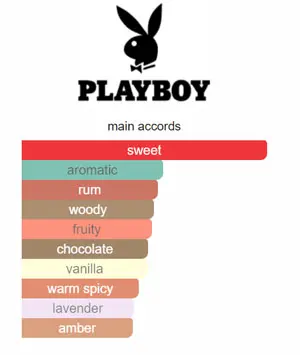 PLAYBOY
main accords
sweet
aromatic
rum
woody
fruity
chocolate
vanilla
warm spicy
lavender
amber